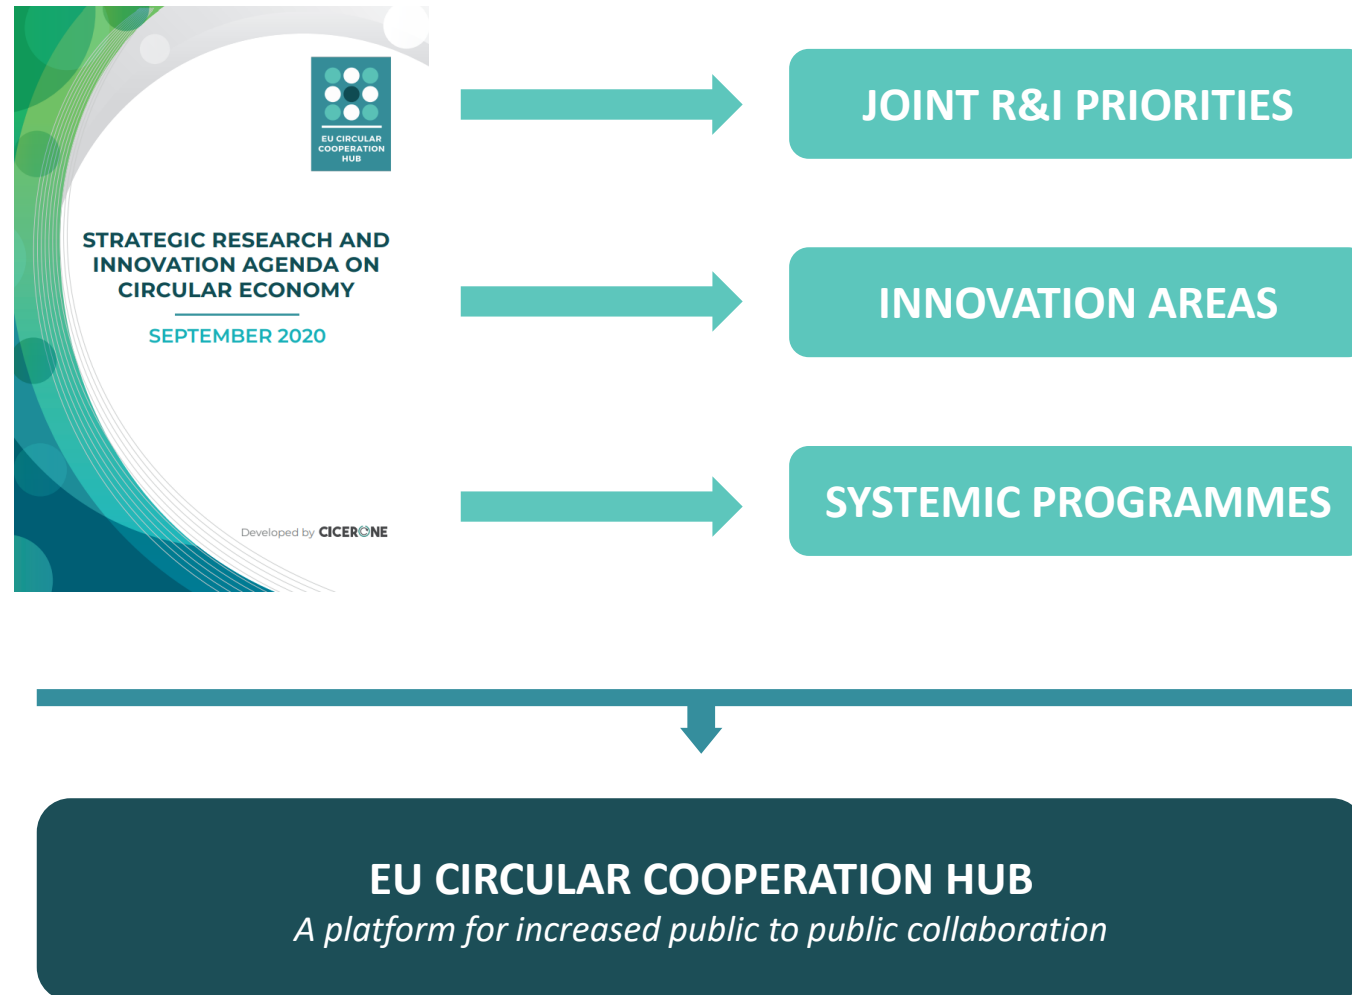 EU CIRCULAR
COOPERATION
HUB
STRATEGIC RESEARCH AND
INNOVATION AGENDA ON
CIRCULAR ECONOMY
SEPTEMBER 2020
Developed by CICERONE
JOINT R&I PRIORITIES
INNOVATION AREAS
SYSTEMIC PROGRAMMES
EU CIRCULAR COOPERATION HUB
A platform for increased public to public collaboration